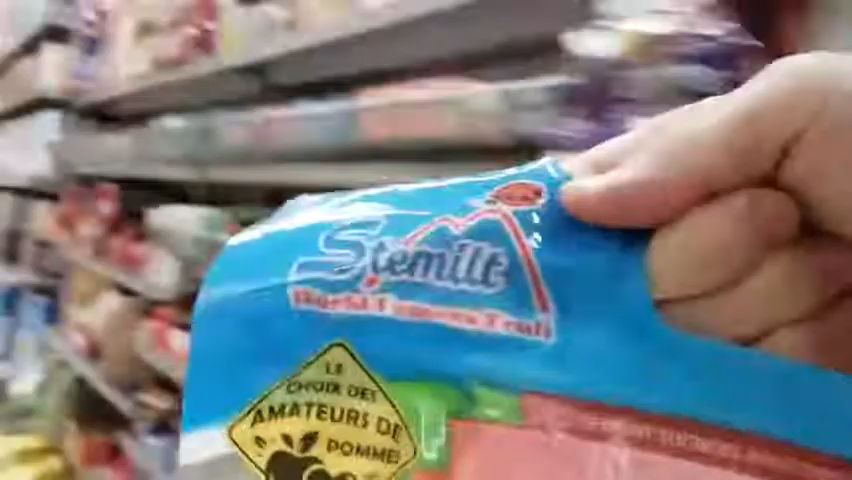 Stemilt
World Famous Fruit
LE
CHOIX DES
AMATEURS DE
POMMES